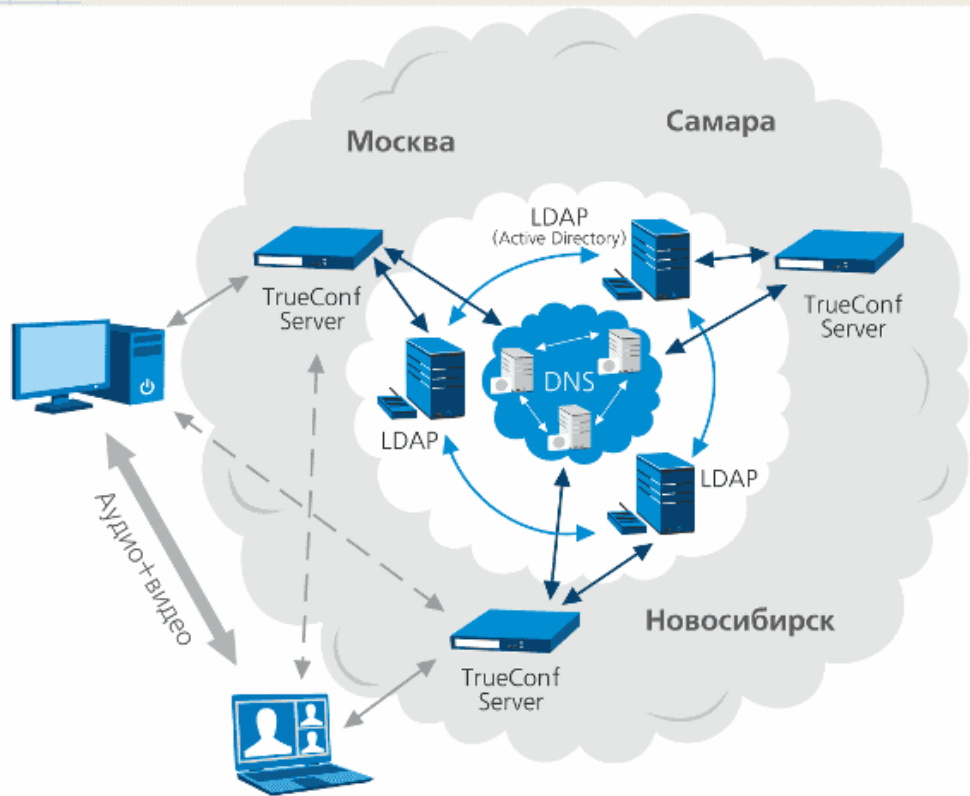 Москва
Самара
LDAP
(Active Directory)
TrueConf
Server
TrueConf
Server
DNS
LDAP
LDAP
Аудио+видео
Новосибирск
TrueConf
Server